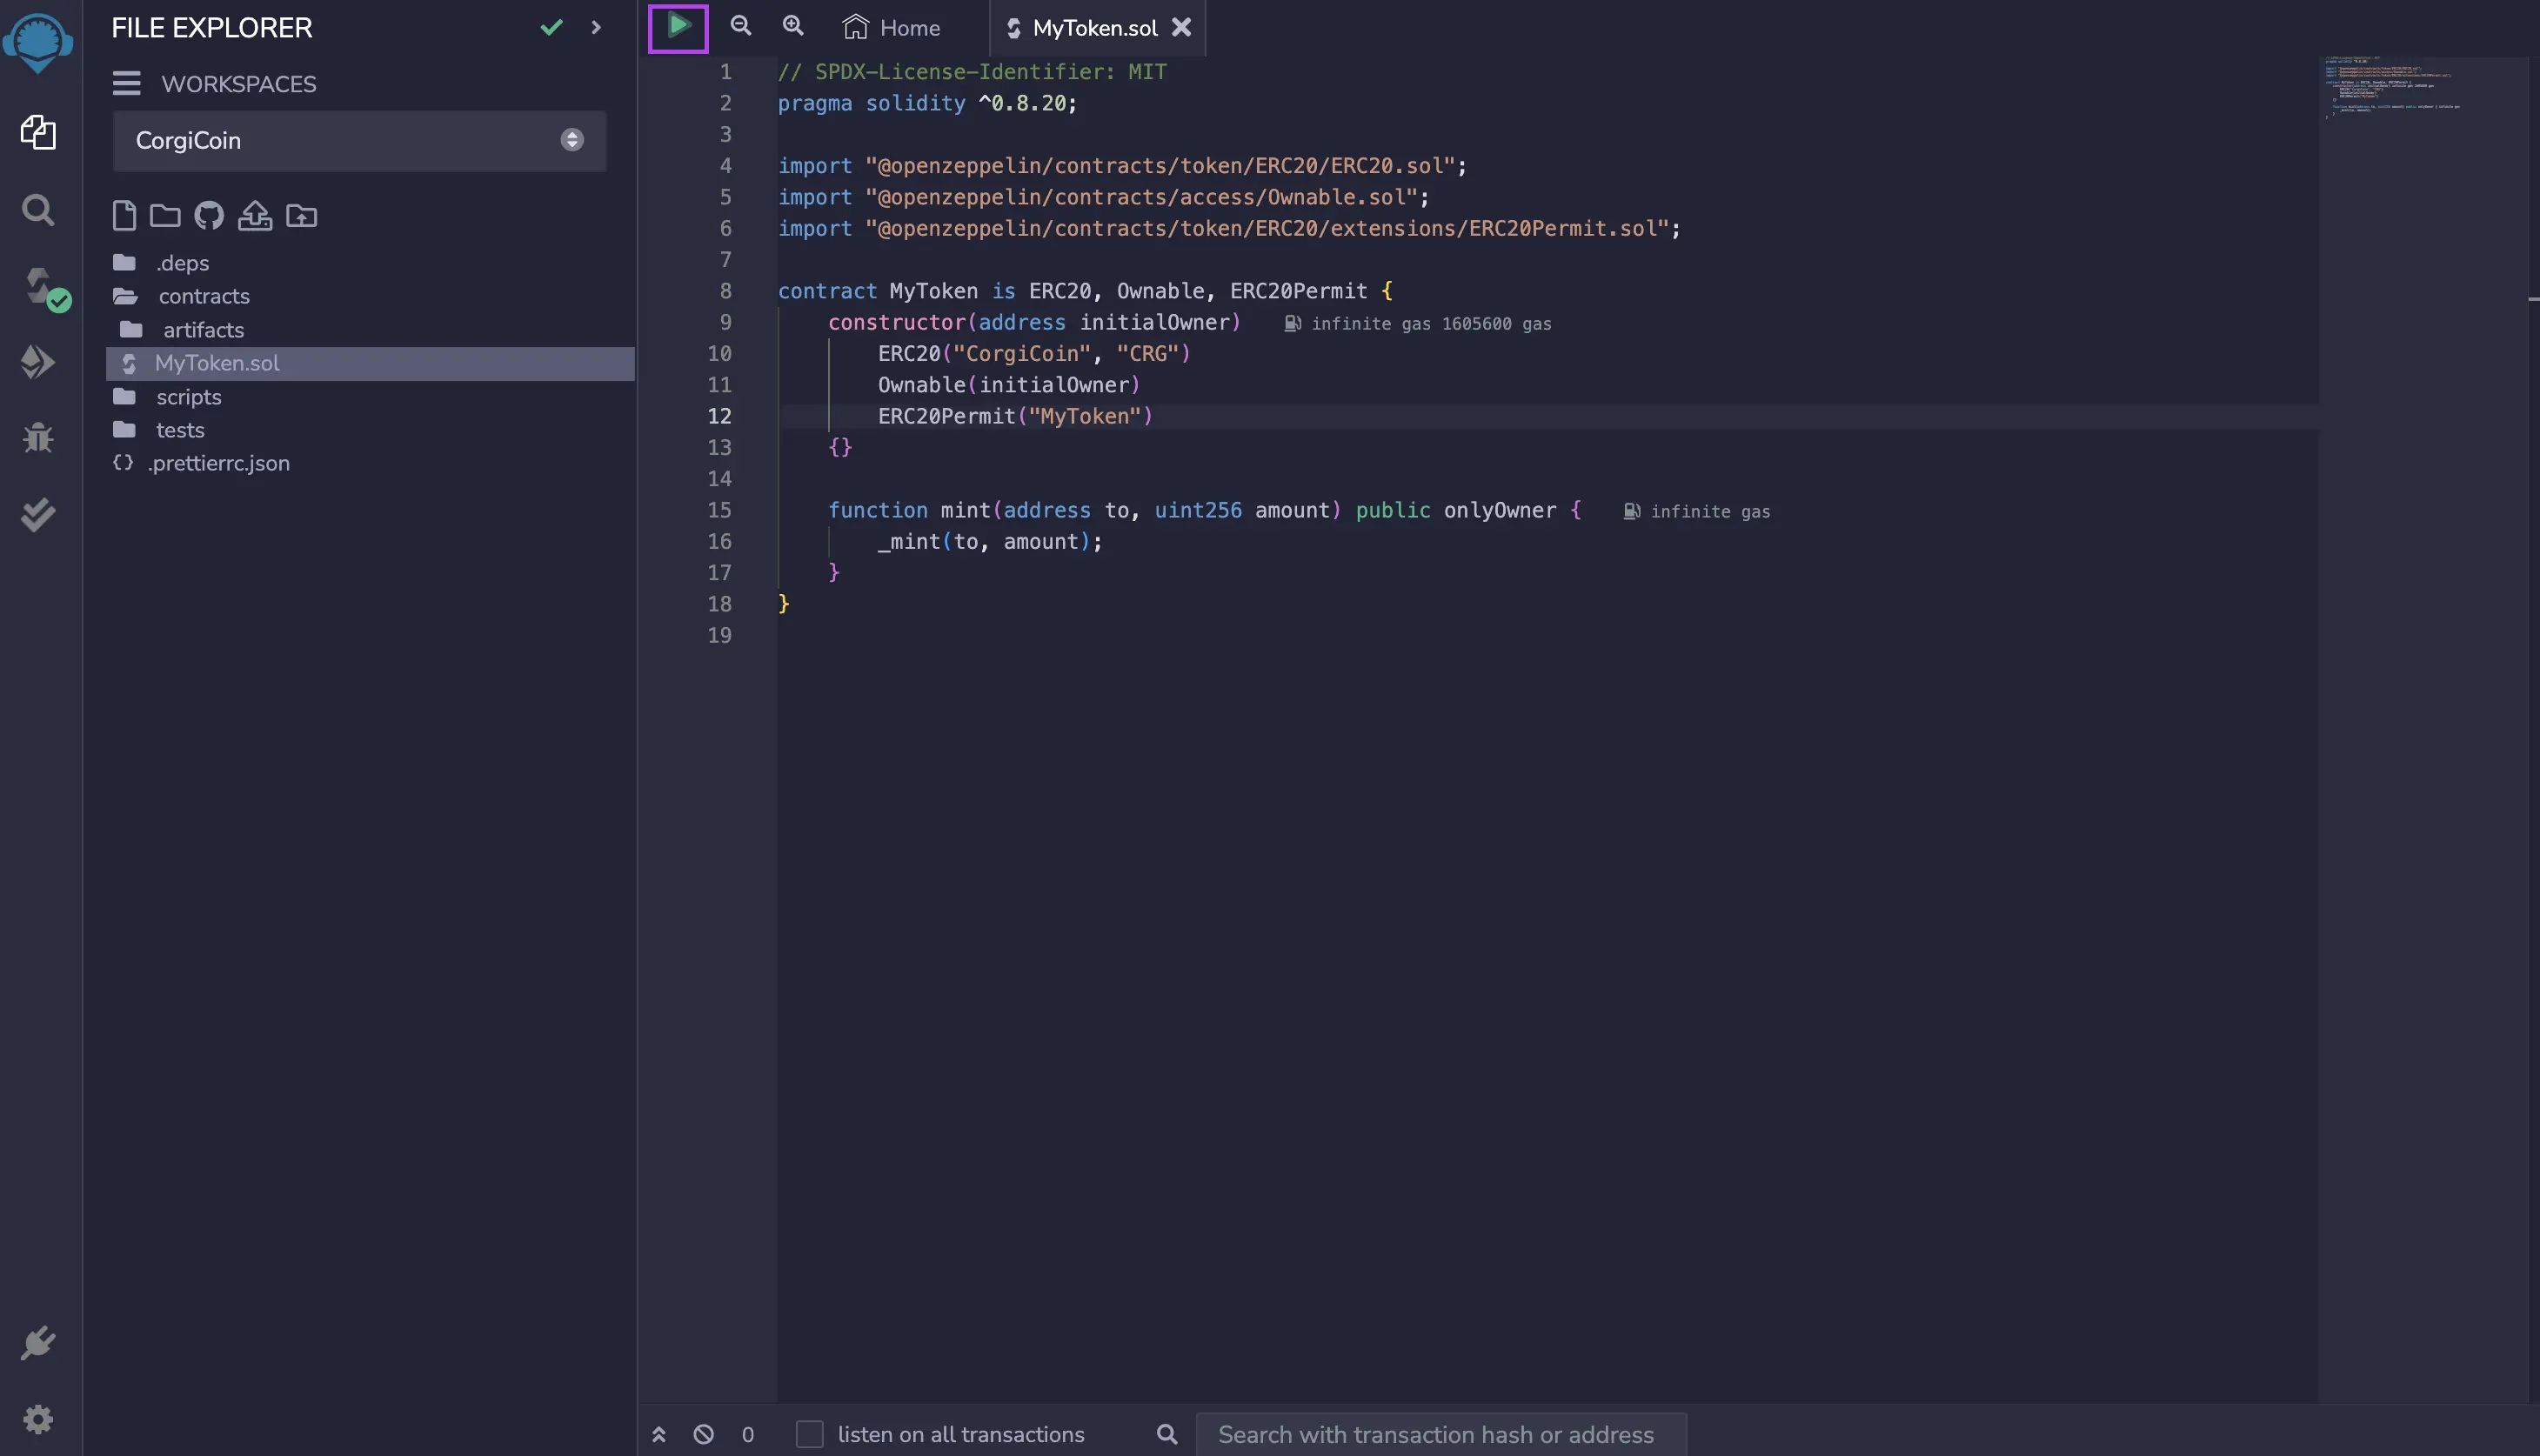 FILE EXPLORER
WORKSPACES
CorgiCoin
.deps
contracts
artifacts
MyToken.sol
scripts
tests
.prettierrc.json
Home
MyToken.sol
1 // SPDX-License-Identifier: MIT
2 pragma solidity ^0.8.20;
3
4 import "@openzeppelin/contracts/token/ERC20/ERC20.sol";
5 import "@openzeppelin/contracts/access/Ownable.sol";
6 import "@openzeppelin/contracts/token/ERC20/extensions/ERC20Permit.sol";
7
8 contract MyToken is ERC20, Ownable, ERC20Permit {
9 constructor(address initialOwner) infinite gas 1605600 gas
10 ERC20("CorgiCoin", "CRG")
11 Ownable(initialOwner)
12 ERC20Permit("MyToken")
13 {}
14
15 function mint(address to, uint256 amount) public onlyOwner { infinite gas
16 _mint(to, amount);
17 }
18 }
19
0 listen on all transactions Search with transaction hash or address